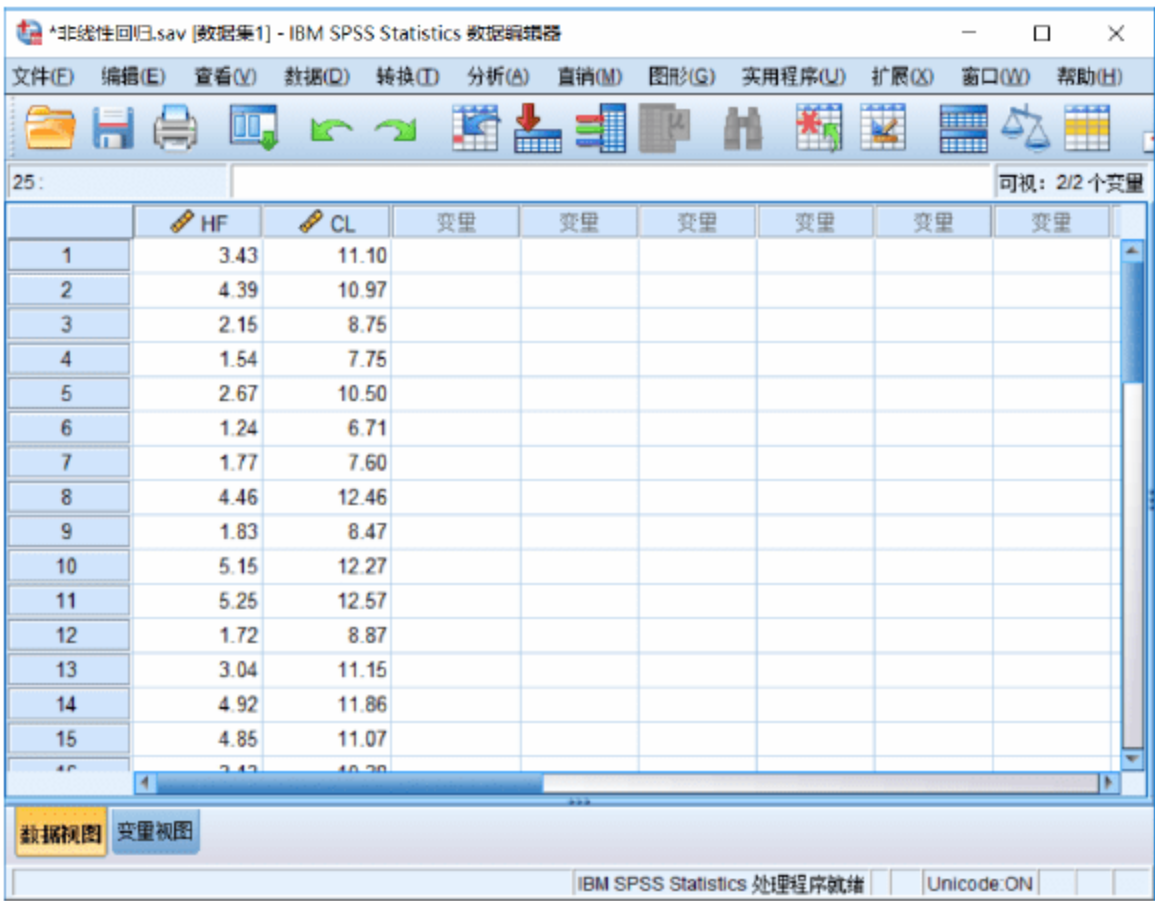 *非线性回归.sav [数据集1] - IBM SPSS Statistics 数据编辑器
文件(F) 编辑(E) 查看(V) 数据(D) 转换(T) 分析(A) 直销(M) 图形(G) 实用程序(U) 扩展(X) 窗口(W) 帮助(H)
25 : 可视: 2/2 个变量
HF CL 变量 变量 变量 变量 变量 变量
1 3.43 11.10
2 4.39 10.97
3 2.15 8.75
4 1.54 7.75
5 2.67 10.50
6 1.24 6.71
7 1.77 7.60
8 4.46 12.46
9 1.83 8.47
10 5.15 12.27
11 5.25 12.57
12 1.72 8.87
13 3.04 11.15
14 4.92 11.86
15 4.85 11.07
数据视图 变量视图
IBM SPSS Statistics 处理程序就绪 Unicode:ON